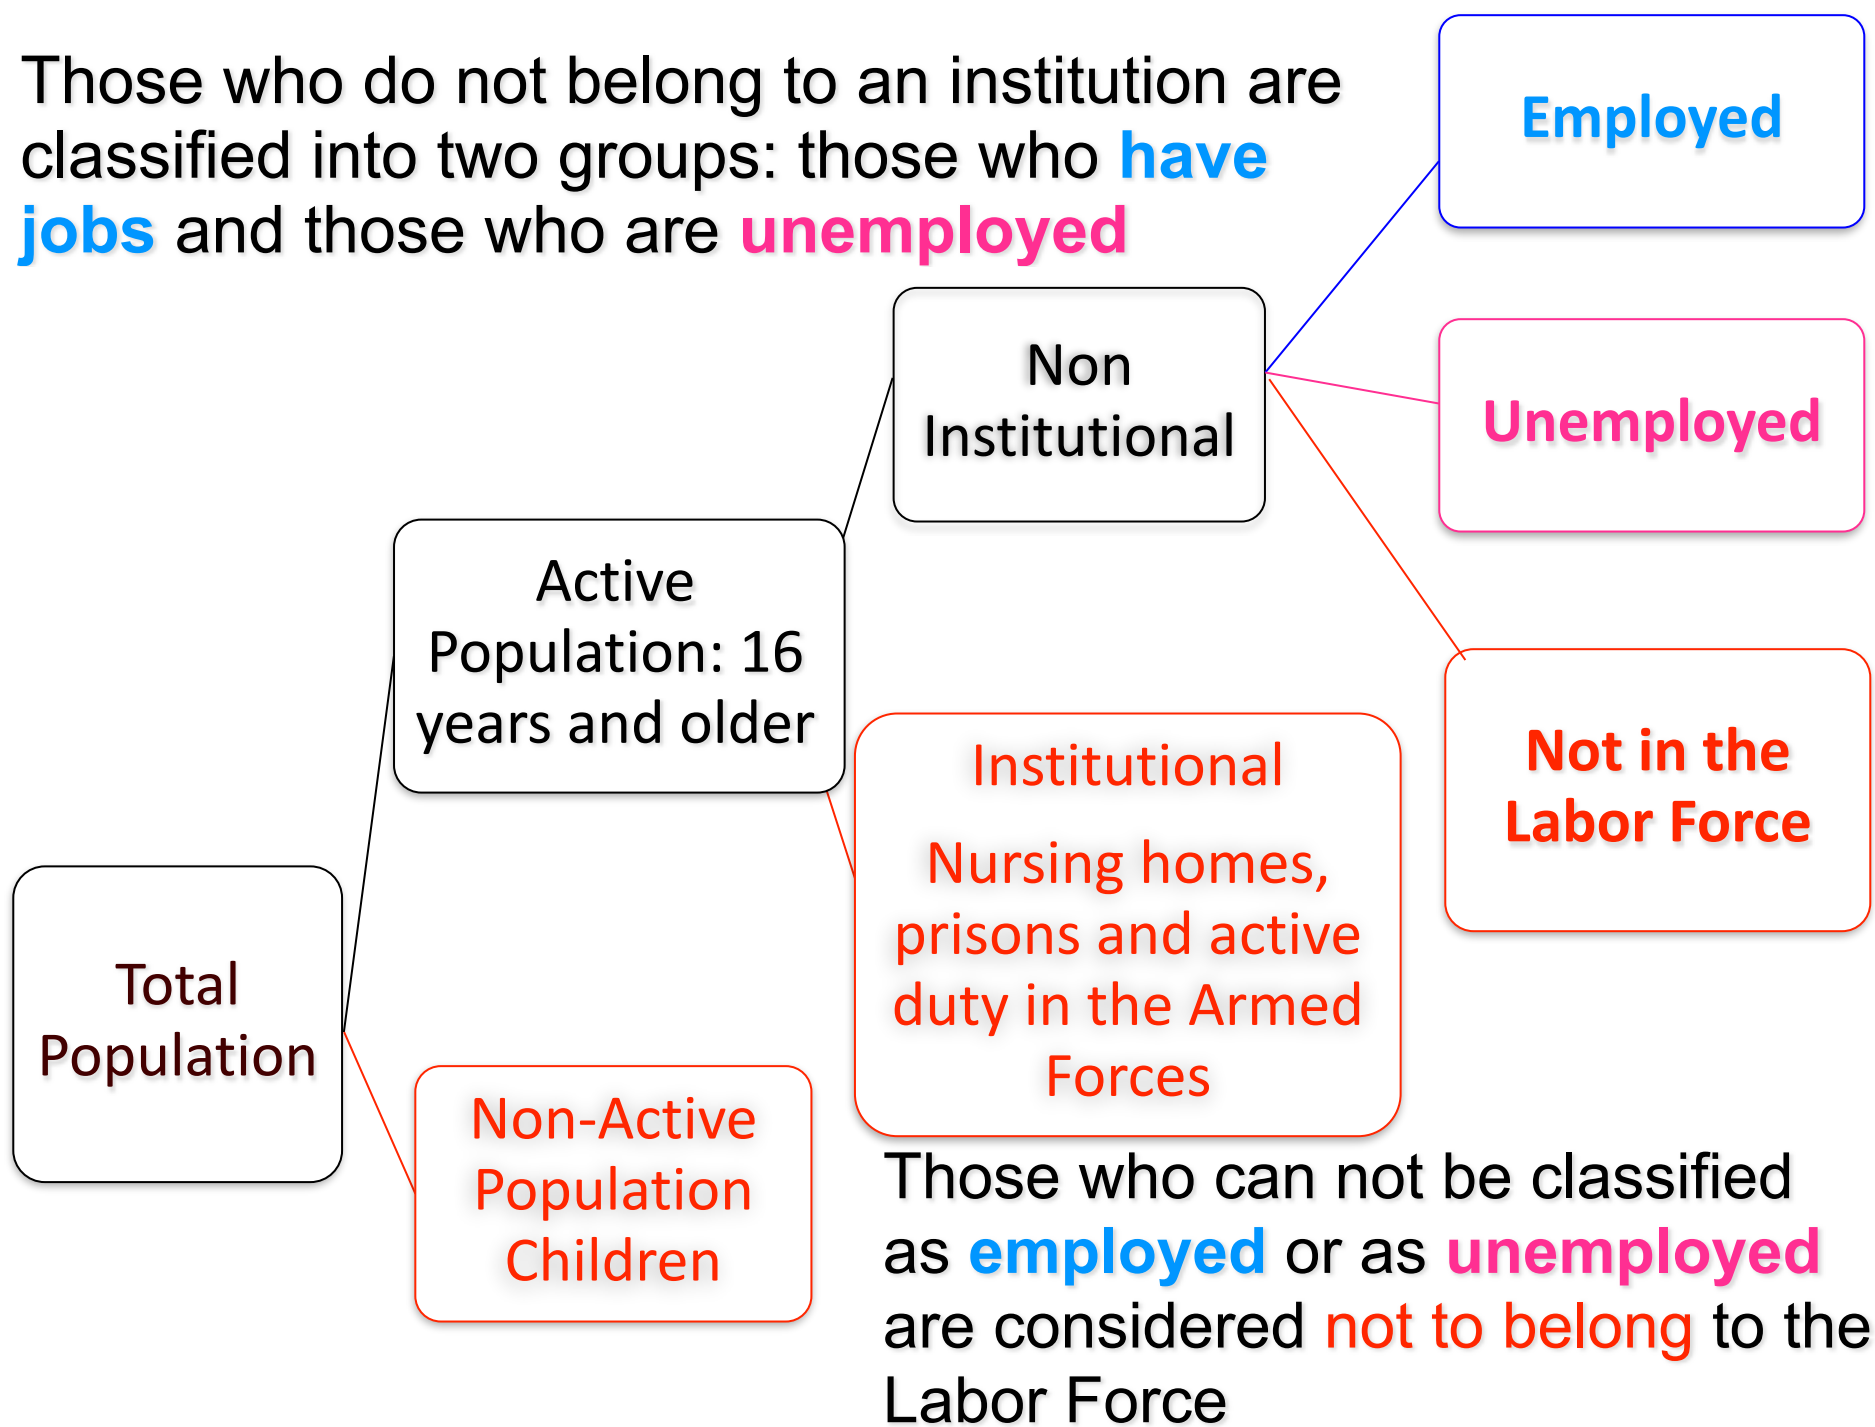 Those who do not belong to an institution are
classified into two groups: those who have
jobs and those who are unemployed
Employed
Unemployed
Not in the
Labor Force
Non
Institutional
Active
Population: 16
years and older
Institutional
Nursing homes,
prisons and active
duty in the Armed
Forces
Total
Population
Non-Active
Population
Children
Those who can not be classified
as employed or as unemployed
are considered not to belong to the
Labor Force